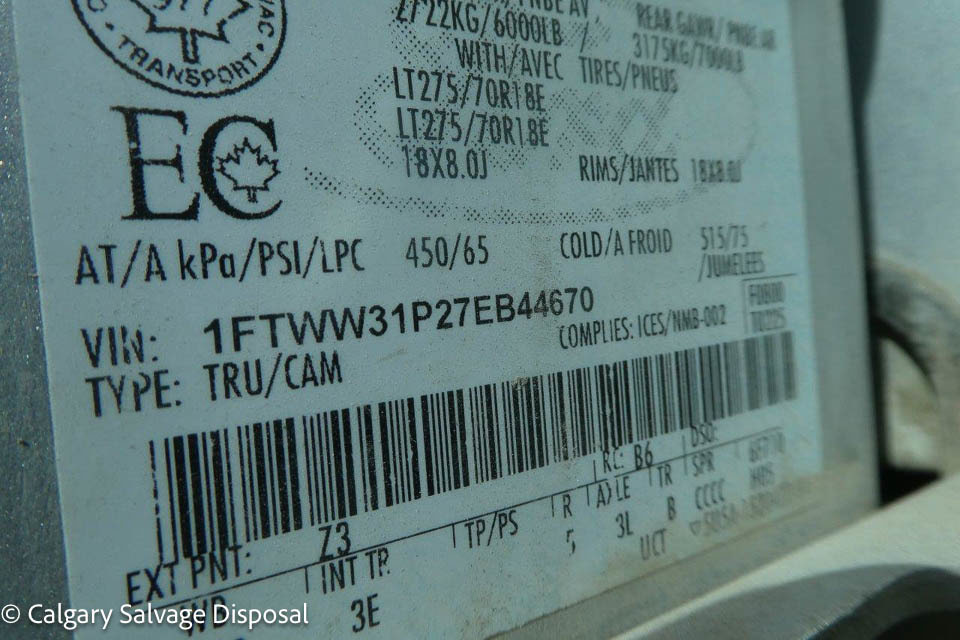 TRANSPORT
EC
2722KG/6000LB /
REAR GAWR/
3175KG/7000LB
WITH/AVEC TIRES/PNEUS
LT275/70R18E
LT275/70R18E
18X8.0J RIMS/JANTES 18X8.0J
AT/A kPa/PSI/LPC 450/65 COLD/A FROID 515/75
/JUMELEES
VIN: 1FTWW31P27EB44670
COMPLIES: ICES/NMB-002
TYPE: TRU/CAM
RC: B6 DSO:
EXT PNT: Z3 TP/PS R AXLE TR SPR
5 3L B CCCC
UCT
INT TR
WD 3E
© Calgary Salvage Disposal